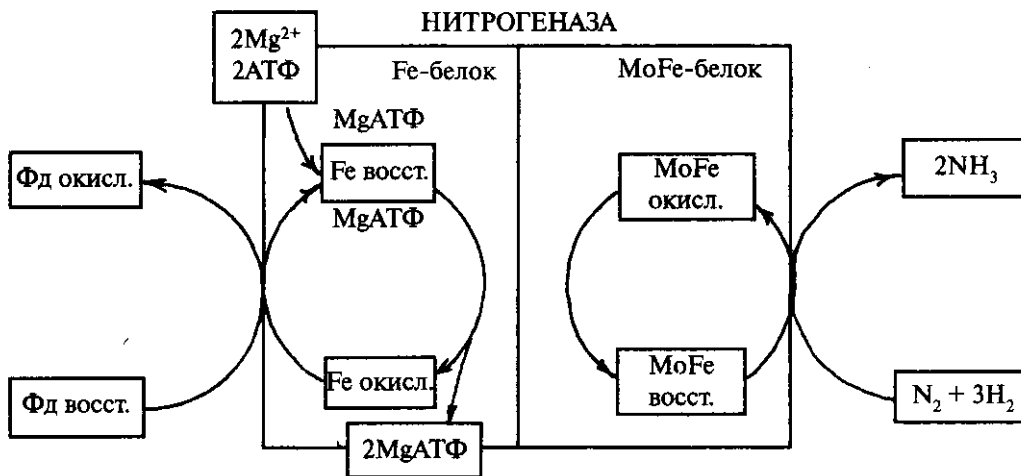 НИТРОГЕНАЗА
2Mg²⁺
2АТФ
Fe-белок
MoFe-белок
MgАТФ
Фд окисл.
Fe восст.
MoFe
окисл.
2NH₃
MgАТФ
Фд восст.
Fe окисл.
MoFe
восст.
N₂ + 3H₂
2MgАТФ